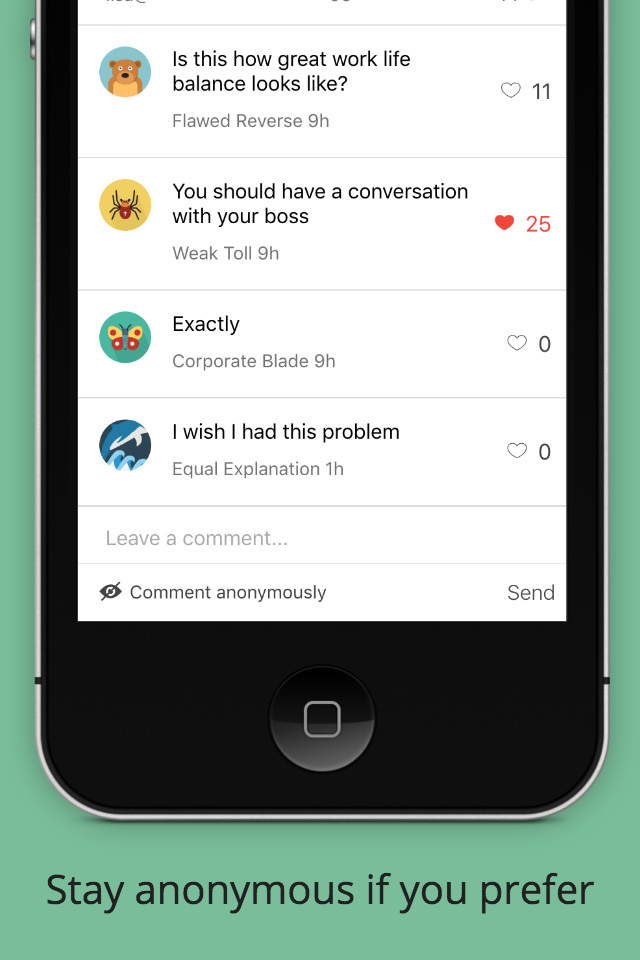 Is this how great work life
balance looks like?
11
Flawed Reverse 9h
You should have a conversation
with your boss
25
Weak Toll 9h
Exactly
0
Corporate Blade 9h
I wish I had this problem
0
Equal Explanation 1h
Leave a comment...
Comment anonymously
Send
Stay anonymous if you prefer